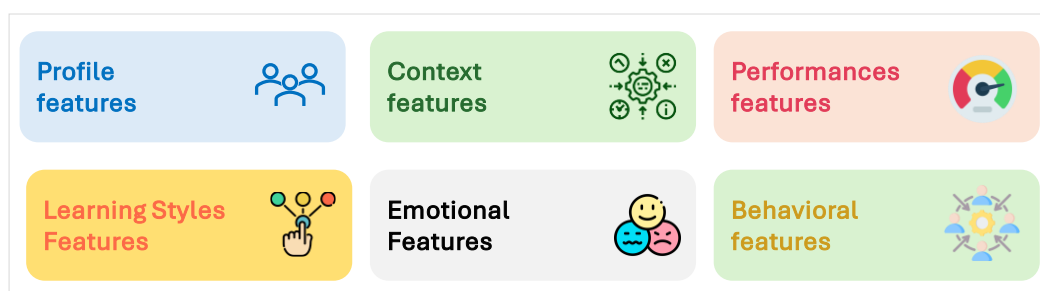 Profile
features
Context
features
Performances
features
Learning Styles
Features
Emotional
Features
Behavioral
features